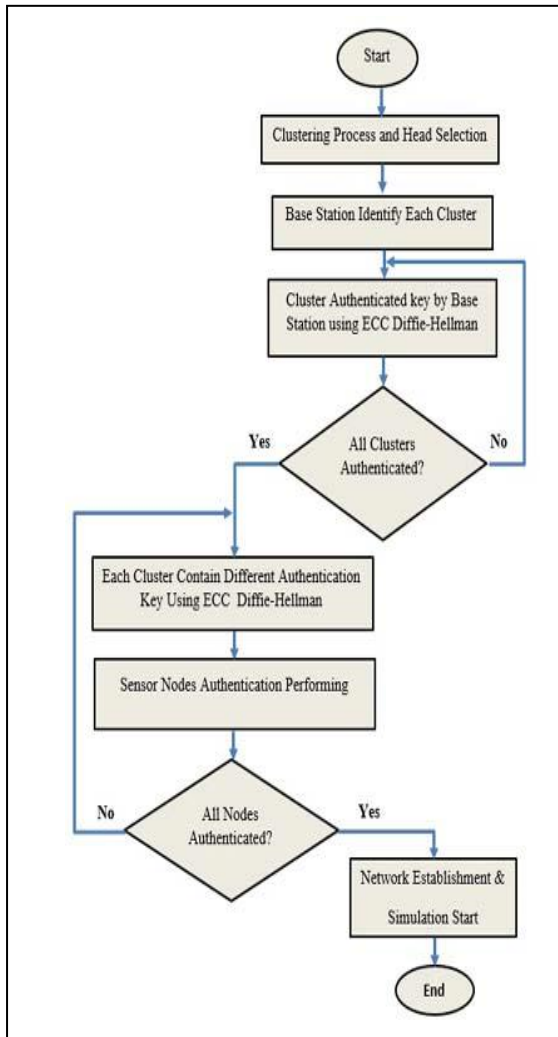 Start
Clustering Process and Head Selection
Base Station Identify Each Cluster
Cluster Authenticated key by Base
Station using ECC Diffie-Hellman
All Clusters
Authenticated?
Yes
No
Each Cluster Contain Different Authentication
Key Using ECC Diffie-Hellman
Sensor Nodes Authentication Performing
All Nodes
Authenticated?
No
Yes
Network Establishment &
Simulation Start
End